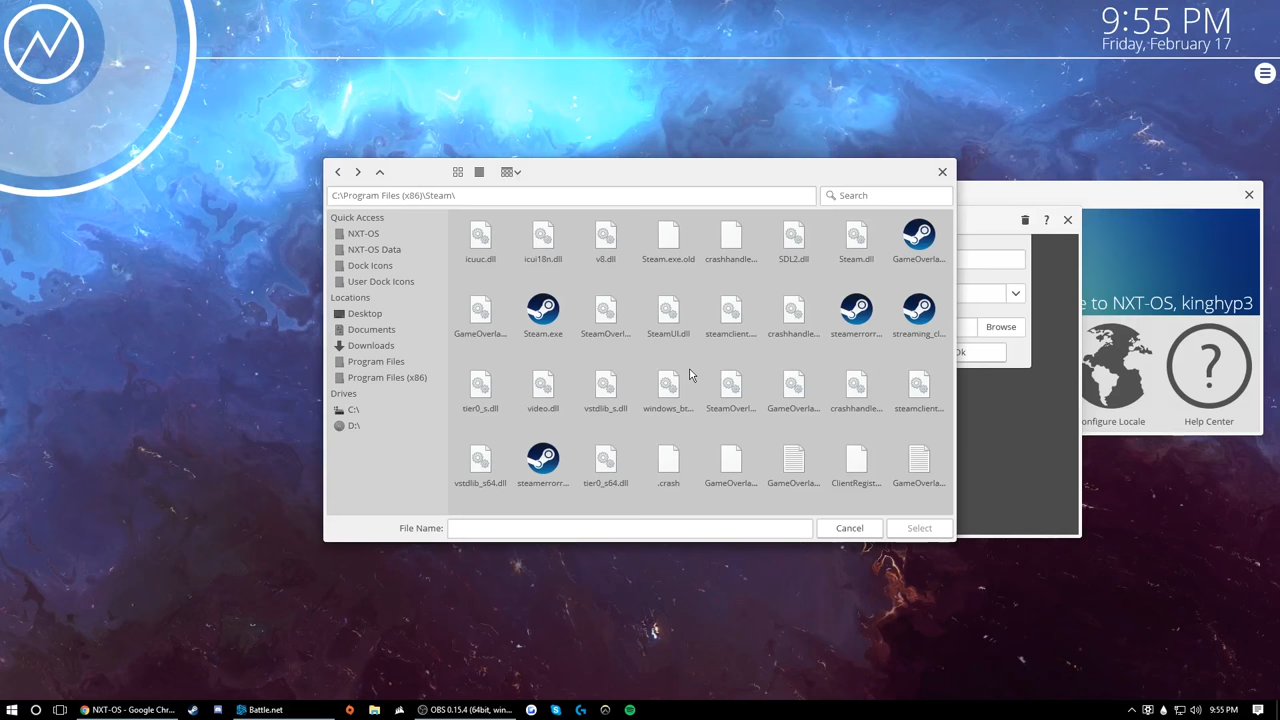 9:55 PM
Friday, February 17
C:\Program Files (x86)\Steam\
Search
Quick Access
NXT-OS
NXT-OS Data
Dock Icons
User Dock Icons
Locations
Desktop
Documents
Downloads
Program Files
Program Files (x86)
Drives
C:\
D:\
icuuc.dll
icui18n.dll
v8.dll
Steam.exe.old
crashhandle...
SDL2.dll
Steam.dll
GameOverla...
GameOverla...
Steam.exe
SteamOverl...
SteamUI.dll
steamclient....
crashhandle...
steamerrorr...
streaming_cl...
tier0_s.dll
video.dll
vstdlib_s.dll
windows_bt...
SteamOverl...
GameOverla...
crashhandle...
steamclient...
vstdlib_s64.dll
steamerrorr...
tier0_s64.dll
.crash
GameOverla...
GameOverla...
ClientRegist...
GameOverla...
File Name:
Cancel
Select
?
Browse
Ok
e to NXT-OS, kinghyp3
?
onfigure Locale
Help Center
NXT-OS - Google Chr...
Battle.net
OBS 0.15.4 (64bit, win...
9:55 PM